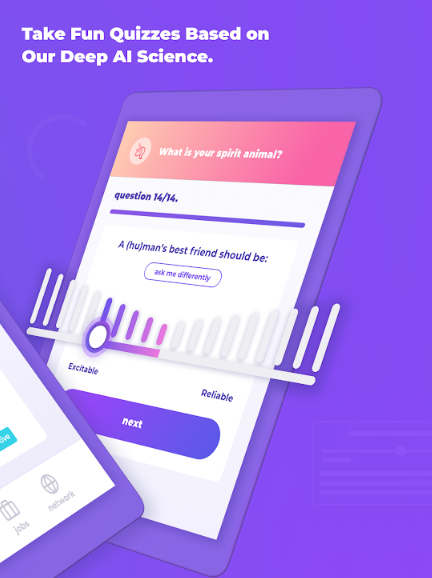 Take Fun Quizzes Based on
Our Deep AI Science.
What is your spirit animal?
question 14/14.
A (hu)man's best friend should be:
ask me differently
Excitable
Reliable
next
jobs
network